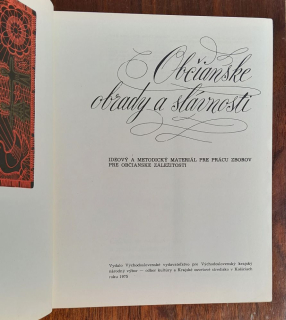 Občianske
obrady a slávnosti
IDEOVÝ A METODICKÝ MATERIÁL PRE PRÁCU ZBOROV
PRE OBČIANSKE ZÁLEŽITOSTI
Vydalo Východoslovenské vydavateľstvo pre Východoslovenský krajský
národný výbor — odbor kultúry a Krajské osvetové stredisko v Košiciach
roku 1975